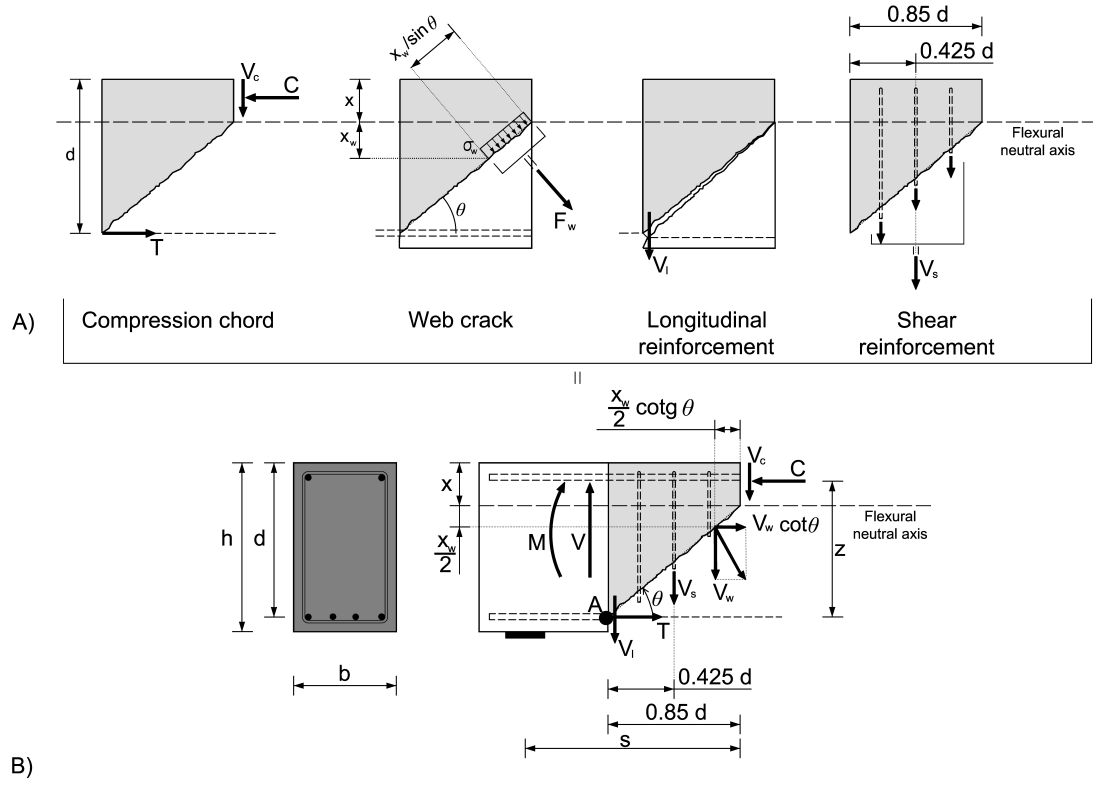 0.85 d
0.425 d
x_w/sinθ
V_c
C
d
T
x
x_w
σ_w
θ
F_w
V_l
Flexural
neutral axis
V_s
A)
Compression chord
Web crack
Longitudinal
reinforcement
Shear
reinforcement
=
x_w/2 cotg θ
V_c
C
h
d
x
x_w/2
M
V
Flexural
neutral axis
V_w cotθ
z
V_w
V_s
A
θ
T
V_l
b
0.425 d
0.85 d
s
B)